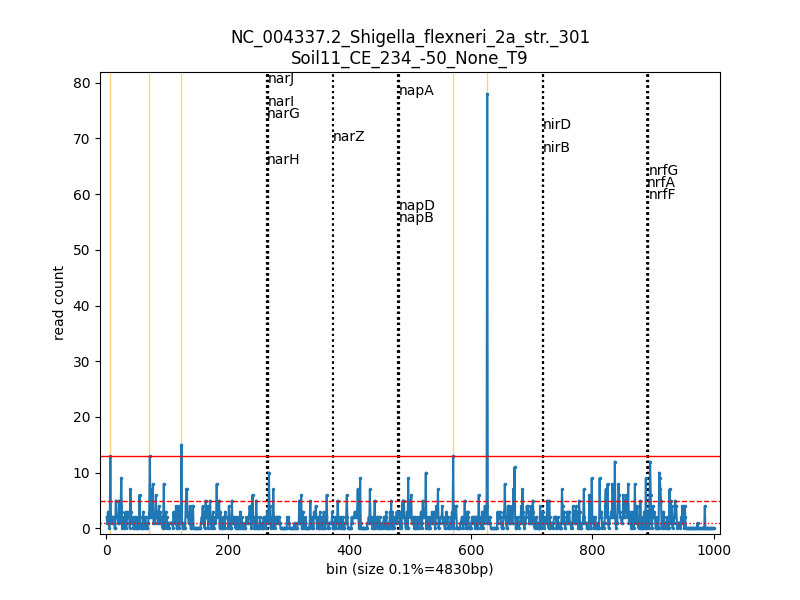 NC_004337.2_Shigella_flexneri_2a_str._301
Soil11_CE_234_-50_None_T9
read count
80
70
60
50
40
30
20
10
0
narJ
narI
narG
narH
narZ
napA
napD
napB
nirD
nirB
nrfG
nrfA
nrfF
0 200 400 600 800 1000
bin (size 0.1%=4830bp)